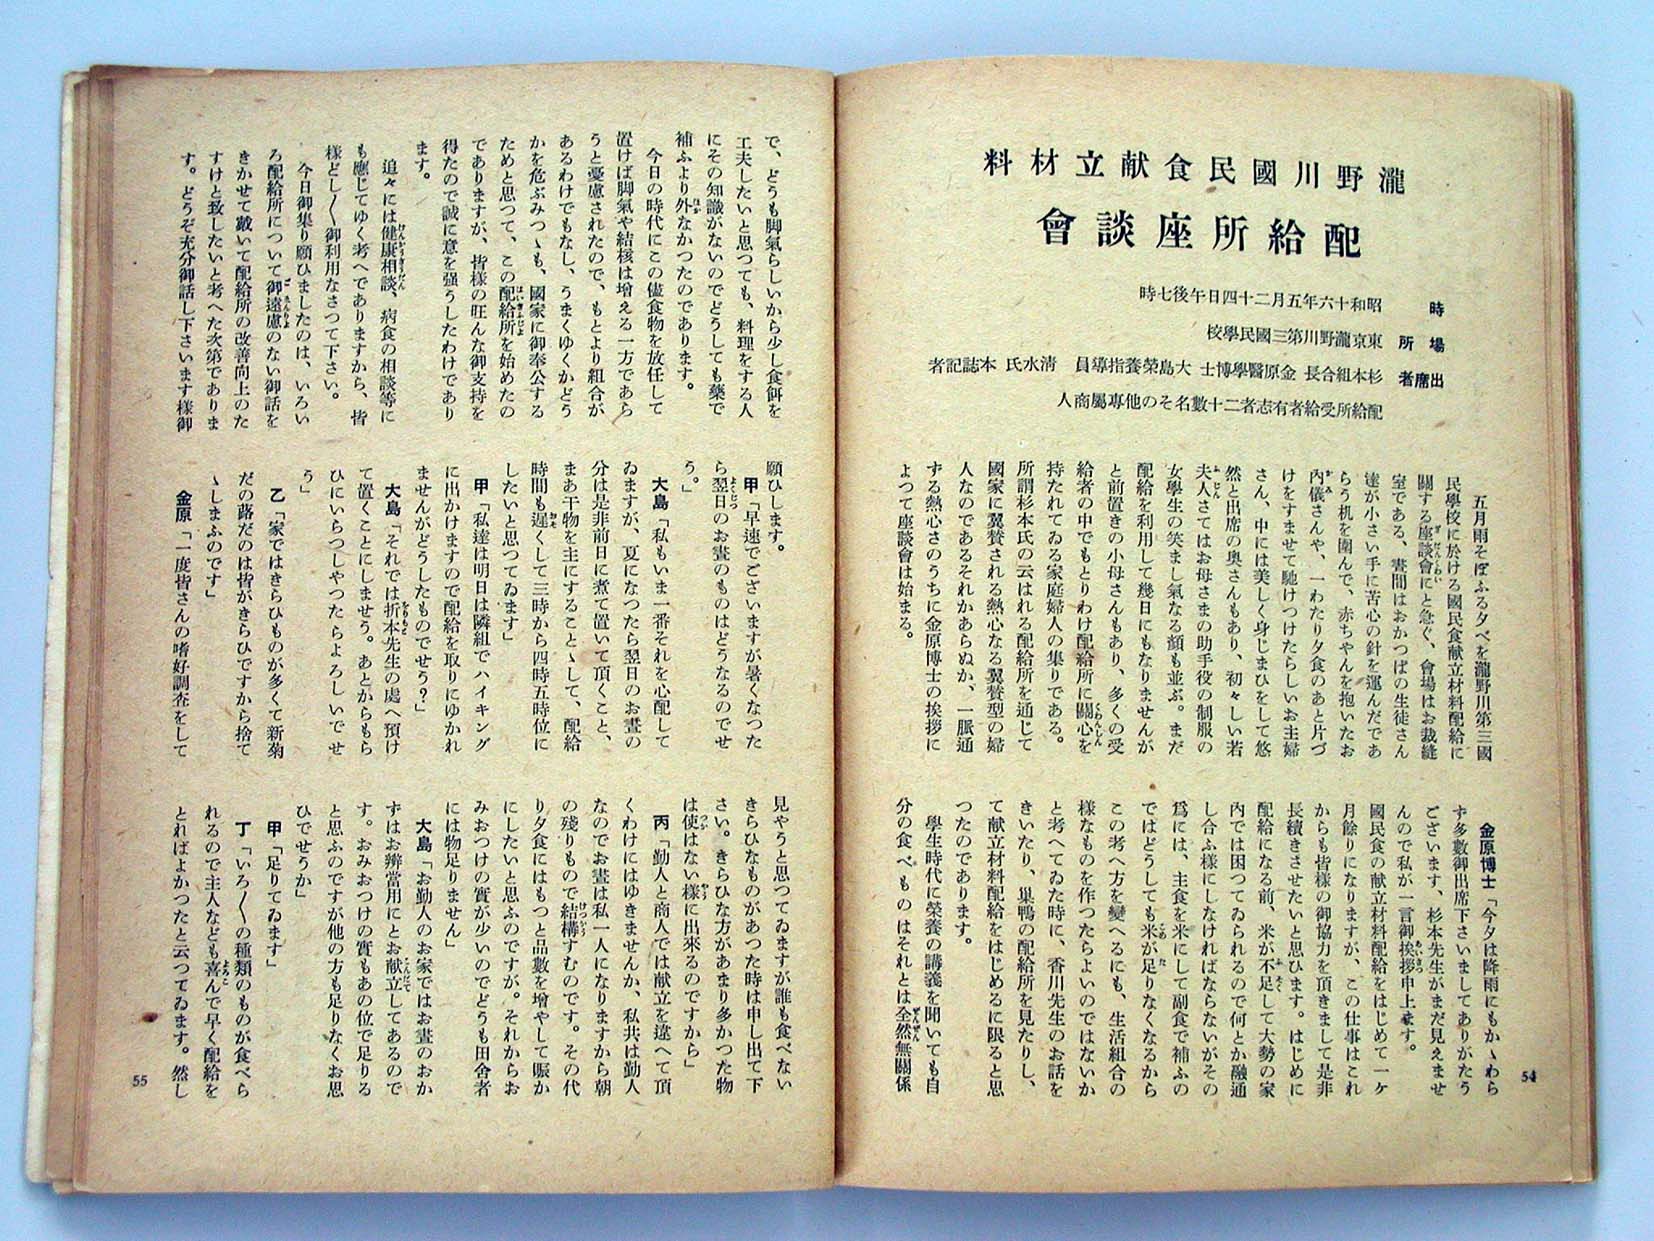 瀧野川國民食献立材料
配給所座談會
時　昭和十六年五月二十四日午後七時
場所　東京瀧野川第三國民學校
出席者　杉本組合長　金原醫學博士　大島榮養指導員　淸水氏　本誌記者
配給所受給者有志者二十數名その他專屬商人
五月雨そぼふる夕べを瀧野川第三國
民學校に於ける國民食献立材料配給に
關する座談會にと急ぐ、會場はお裁縫
室である、晝間はおかつぱの生徒さん
達が小さい手に苦心の針を運んだであ
らう机を圍んで、赤ちやんを抱いたお
內儀さんや、一わたり夕食のあと片づ
けをすませて馳けつけたらしいお主婦
さん、中には美しく身じまひをして悠
然と出席の奧さんもあり、初々しい若
夫人さてはお母さまの助手役の制服の
女學生の笑まし氣なる顏も並ぶ。まだ
配給を利用して幾日にもなりませんが
と前置きの小母さんもあり、多くの受
給者の中でもとりわけ配給所に關心を
持たれてゐる家庭婦人の集りである。
所謂杉本氏の云はれる配給所を通じて
國家に翼賛される熱心なる翼賛型の婦
人なのであるそれかあらぬか、一脈通
ずる熱心さのうちに金原博士の挨拶に
よつて座談會は始まる。
金原博士「今夕は降雨にもかゝわら
す多數御出席下さいましてありがたう
ございます、杉本先生がまだ見えませ
んので私が一言御挨拶申上ます。
國民食の献立材料配給をはじめて一ヶ
月餘りになりますが、この仕事はこれ
からも皆樣の御協力を頂きまして是非
長續きさせたいと思ひます。はじめに
配給になる前、米が不足して大勢の家
內では困つてゐられるので何とか融通
し合ふ樣にしなければならないがその
爲には、主食を米にして副食で補ふの
ではどうしても米が足りなくなるから
この考へ方を變へるにも、生活組合の
樣なものを作つたらよいのではないか
と考へてゐた時に、香川先生のお話を
きいたり、巣鴨の配給所を見たりし、
て献立材料配給をはじめるに限ると思
つたのであります。
學生時代に榮養の講義を聞いても自
分の食べものはそれとは全然無關係
54
で、どうも脚氣らしいから少し食餌を
工夫したいと思つても、料理をする人
にその知識がないのでどうしても藥で
補ふより外なかつたのであります。
今日の時代にこの儘食物を放任して
置けば脚氣や結核は增える一方であら
うと憂慮されたので、もとより組合が
あるわけでもなし、うまくゆくかどう
かを危ぶみつゝも、國家に御奉公する
ためと思つて、この配給所を始めたの
でありますが、皆樣の旺んな御支持を
得たので誠に意を强うしたわけであり
ます。
追々には健康相談、病食の相談等に
も應じてゆく考へでありますから、皆
樣どし〳〵御利用なさつて下さい。
今日御集り願ひましたのは、いろい
ろ配給所について御遠慮のない御話を
きかせて戴いて配給所の改善向上のた
すけと致したいと考へた次第でありま
す。どうぞ充分御話し下さいます樣御
願ひします。
甲「早速でございますが暑くなつた
ら翌日のお晝のものはどうなるのでせ
う。」
大島「私もいま一番それを心配して
ゐますが、夏になつたら翌日のお晝の
分は是非前日に煮て置いて頂くこと、
まあ干物を主にすることゝして、配給
時間も遲くして三時から四時五時位に
したいと思つてゐます」
甲「私達は明日は隣組でハイキング
に出かけますので配給を取りにゆかれ
ませんがどうしたものでせう？」
大島「それでは折本先生の處へ預け
て置くことにしませう。あとからもら
ひにいらつしやつたらよろしいでせ
う」
乙「家ではきらひものが多くて新菊
だの蕗だのは皆がきらひですから捨て
ゝしまふのです」
金原「一度皆さんの嗜好調査をして
見やうと思つてゐますが誰も食べない
きらひなものがあつた時は申し出て下
さい。きらひな方があまり多かつた物
は使はない樣に出來るのですから」
丙「勤人と商人では献立を違へて頂
くわけにはゆきませんか、私共は勤人
なのでお晝は私一人になりますから朝
の殘りもので結構すむのです。その代
り夕食にはもつと品數を增やして賑か
にしたいと思ふのですが。それからお
みおつけの實が少いのでどうも田舍者
には物足りません」
大島「お勤人のお家ではお晝のおか
すはお辨當用にとお献立してあるので
す。おみおつけの實もあの位で足りる
と思ふのですが他の方も足りなくお思
ひでせうか」
甲「足りてゐます」
丁「いろ〳〵の種類のものが食べら
れるので主人なども喜んで早く配給を
とればよかつたと云つてゐます。然し
55